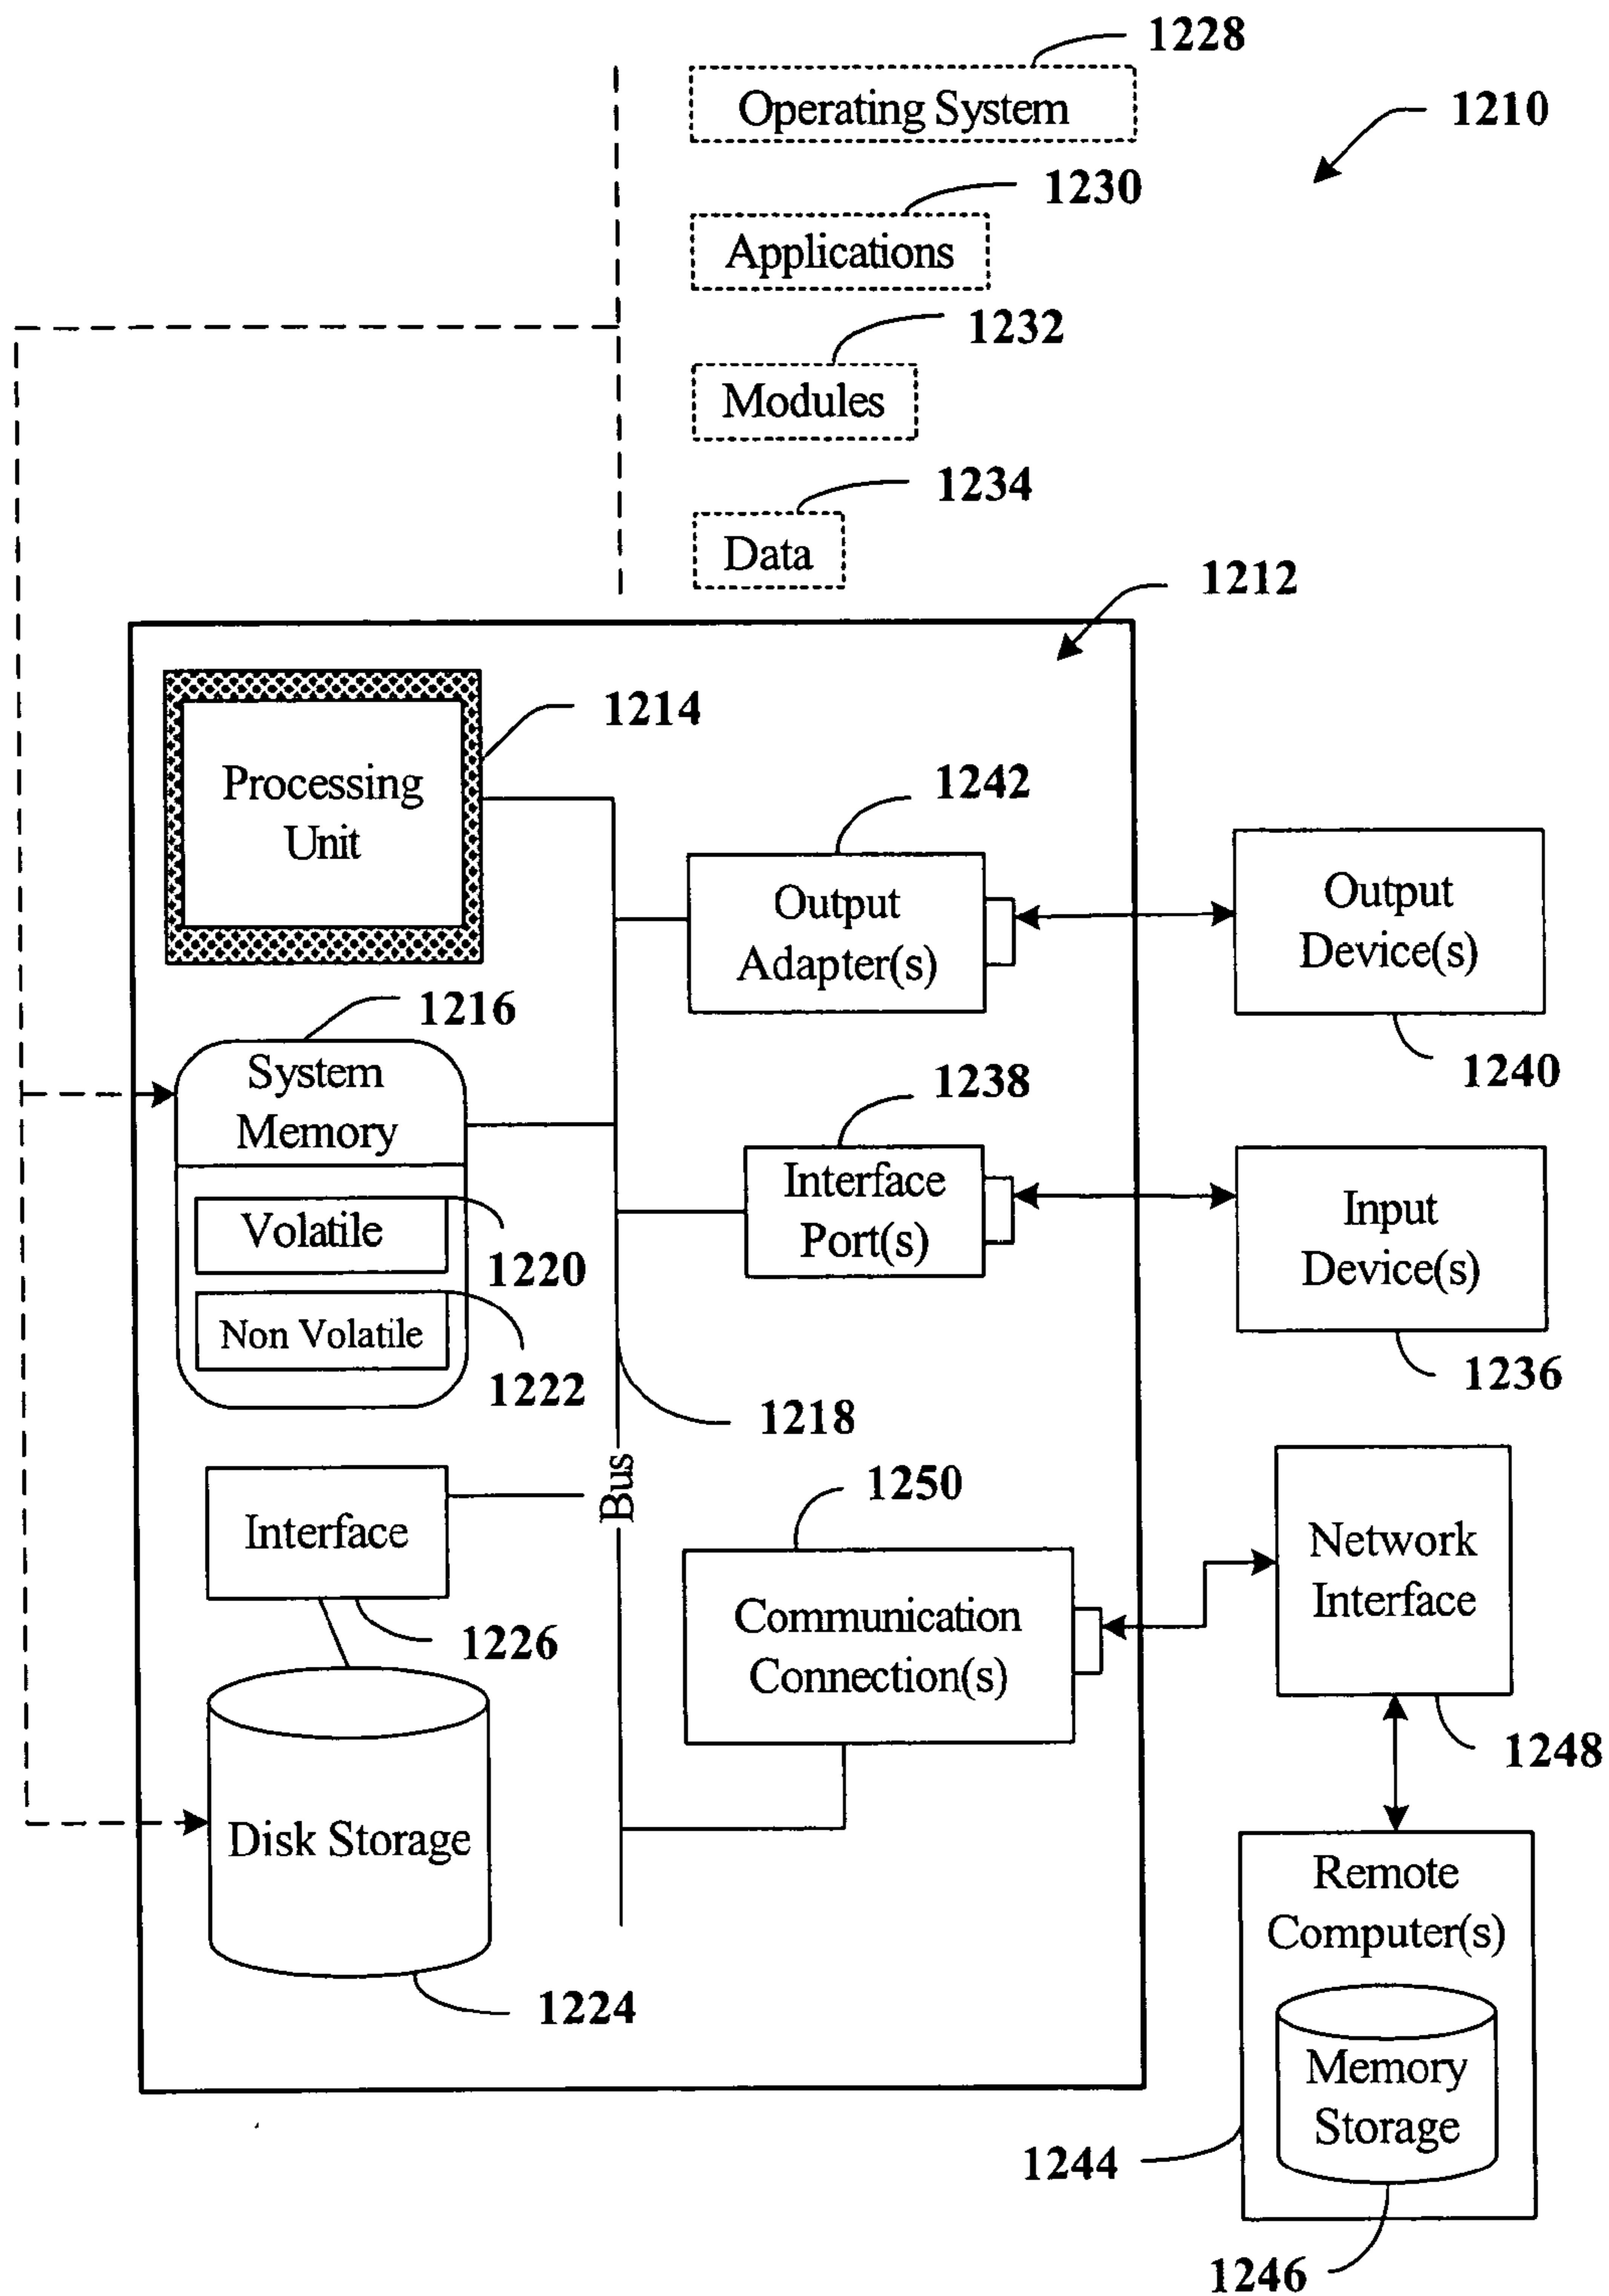 1228
Operating System
1210
1230
Applications
1232
Modules
1234
Data
1212
1214
Processing
Unit
1242
Output
Adapter(s)
Output
Device(s)
1240
1216
System
Memory
1238
Interface
Port(s)
Input
Device(s)
1236
Volatile
1220
Non Volatile
1222
1218
Bus
1250
Interface
1226
Communication
Connection(s)
Network
Interface
1248
Disk Storage
1224
Remote
Computer(s)
Memory
Storage
1244
1246